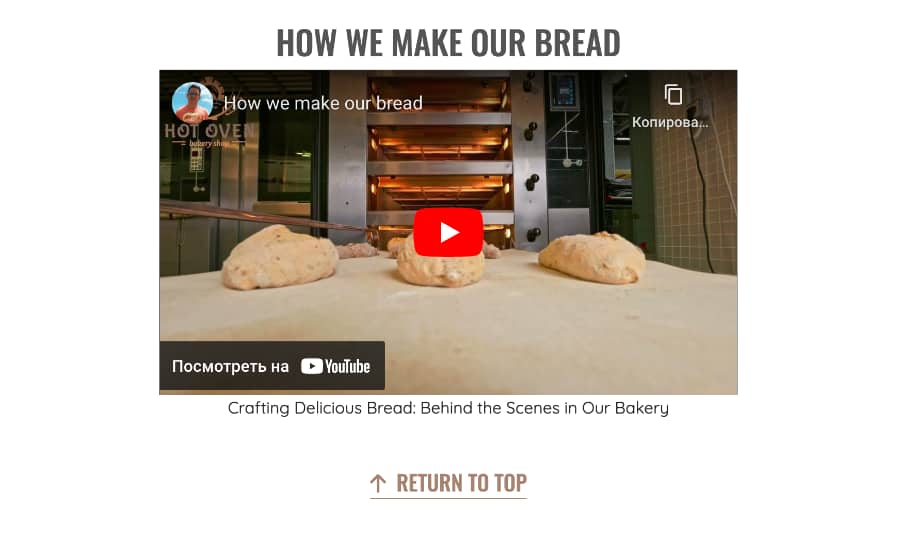 HOW WE MAKE OUR BREAD
How we make our bread
Копирова...
HOT OVEN
bakery shop
Посмотреть на YouTube
Crafting Delicious Bread: Behind the Scenes in Our Bakery
↑ RETURN TO TOP